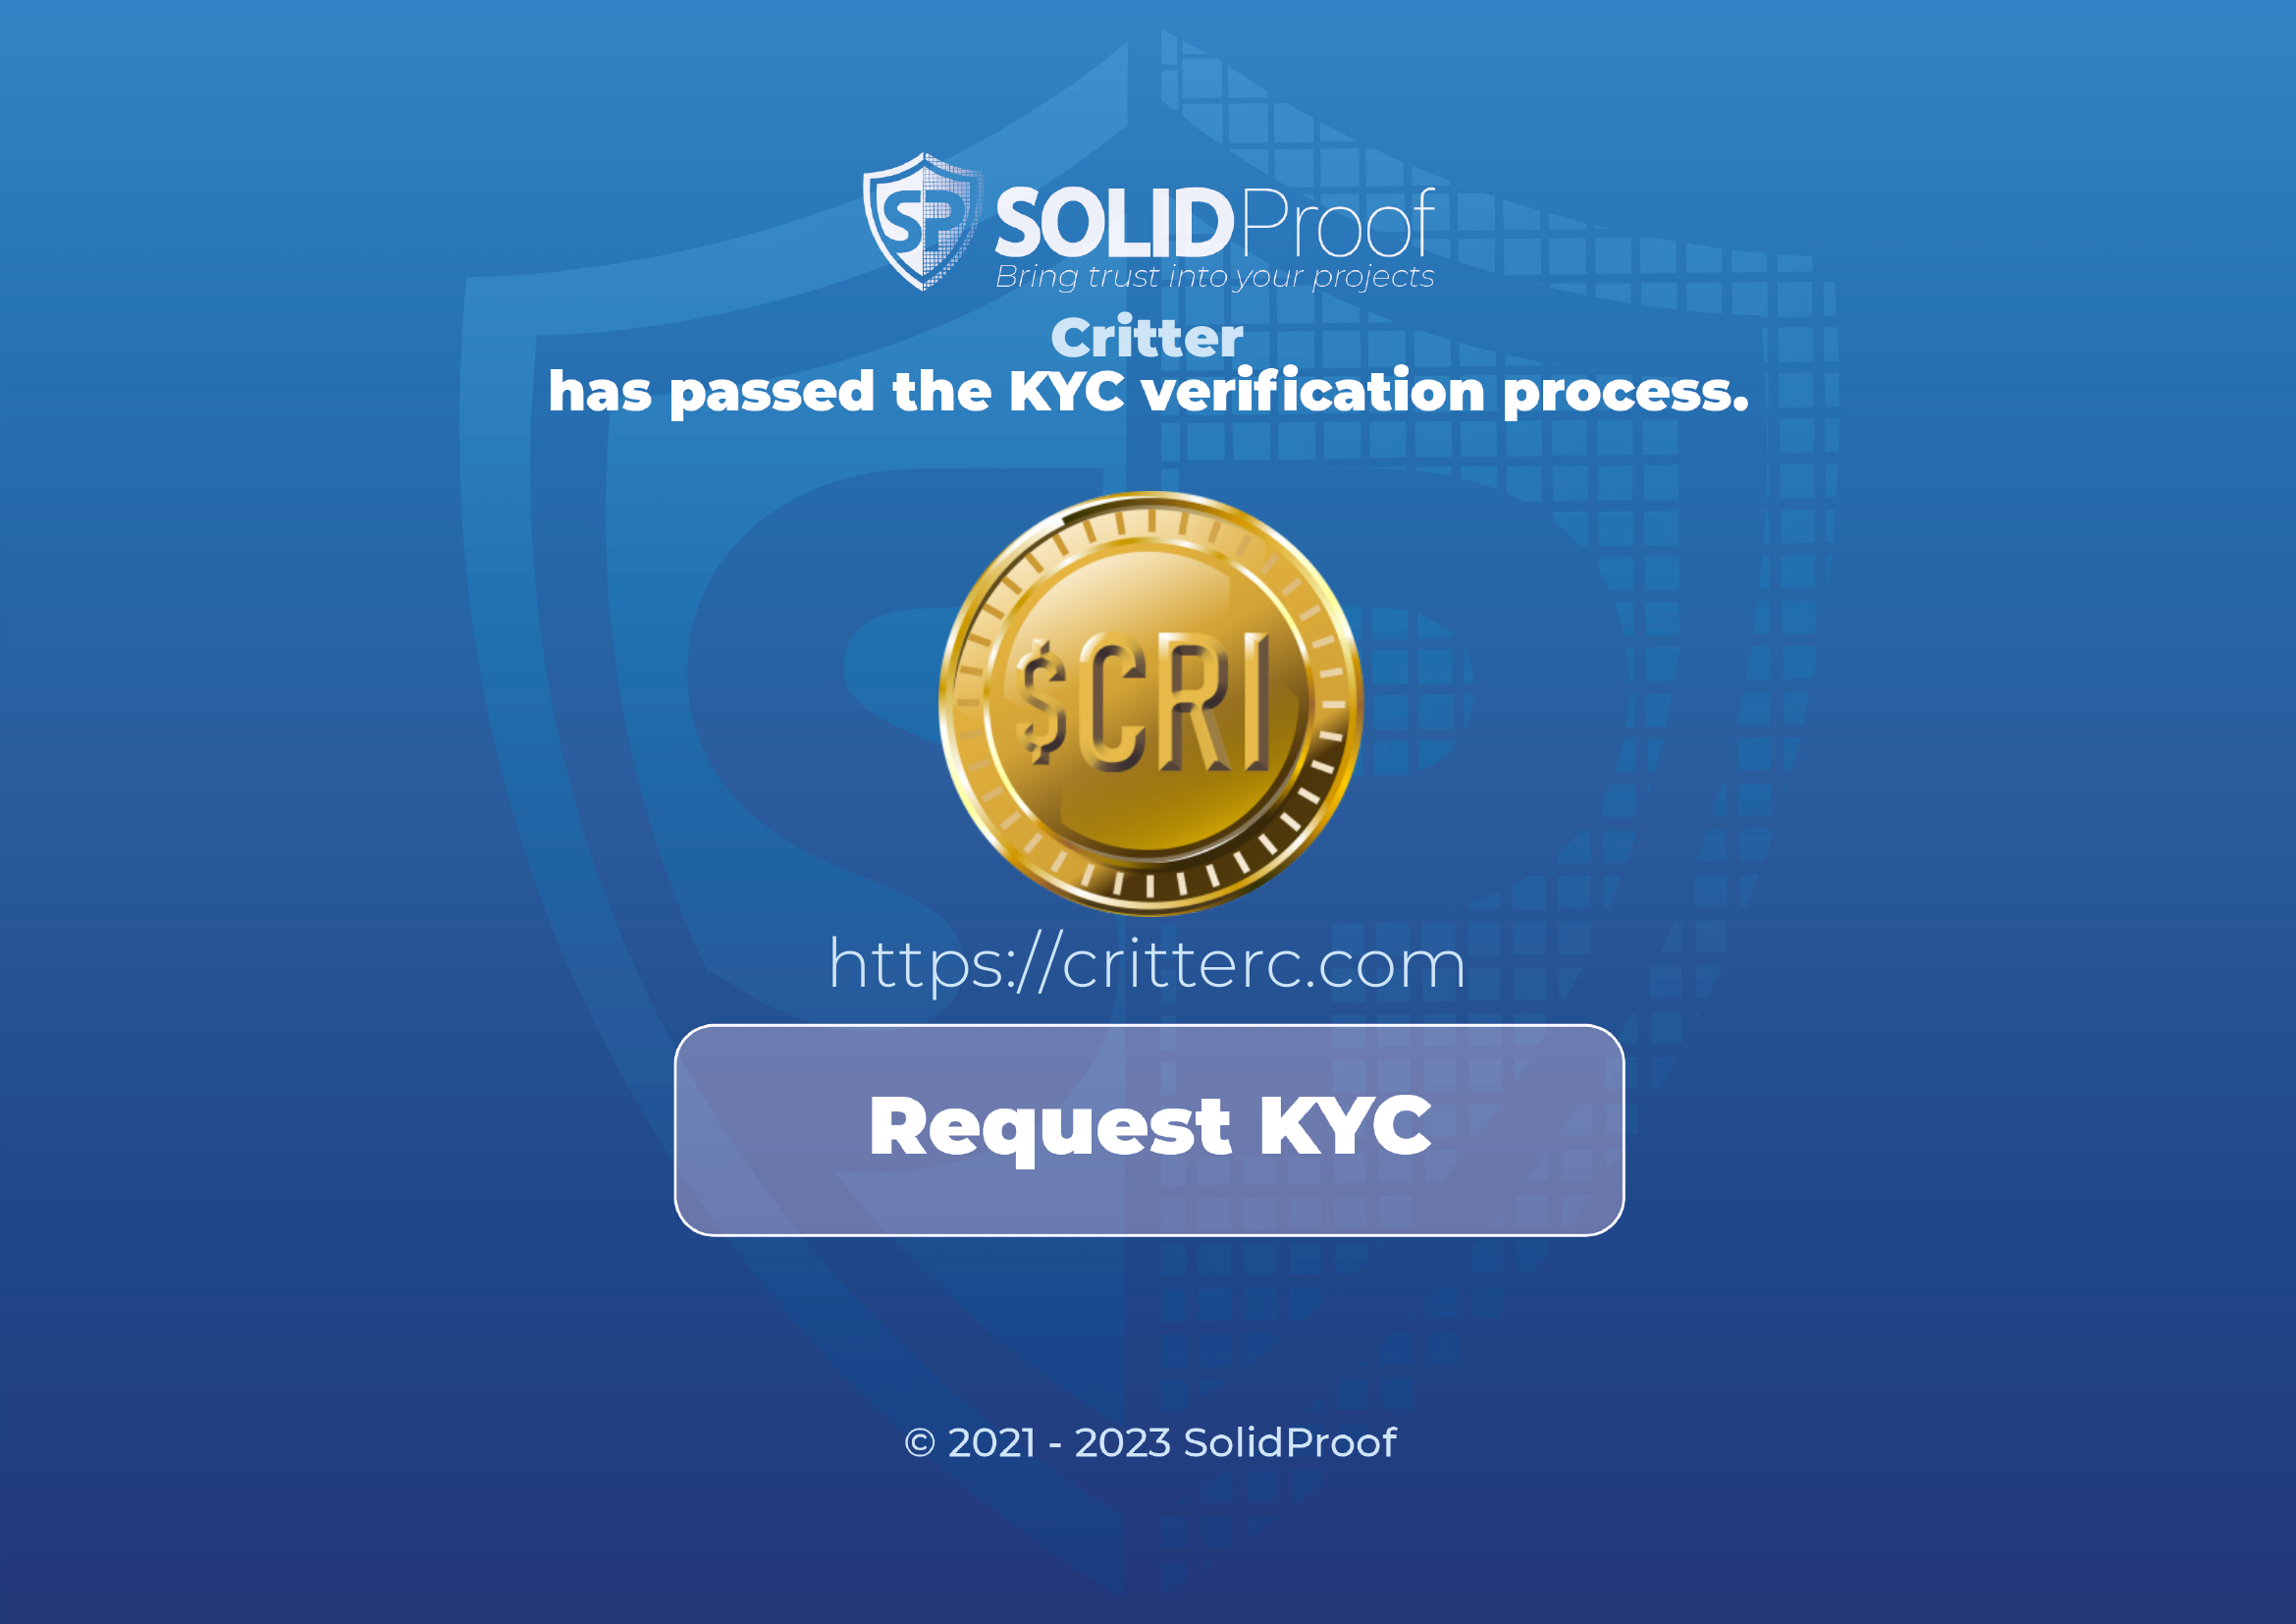 SP SOLIDProof
Bring trust into your projects
Critter
has passed the KYC verification process.
$CRI
https://critterc.com
Request KYC
© 2021 - 2023 SolidProof